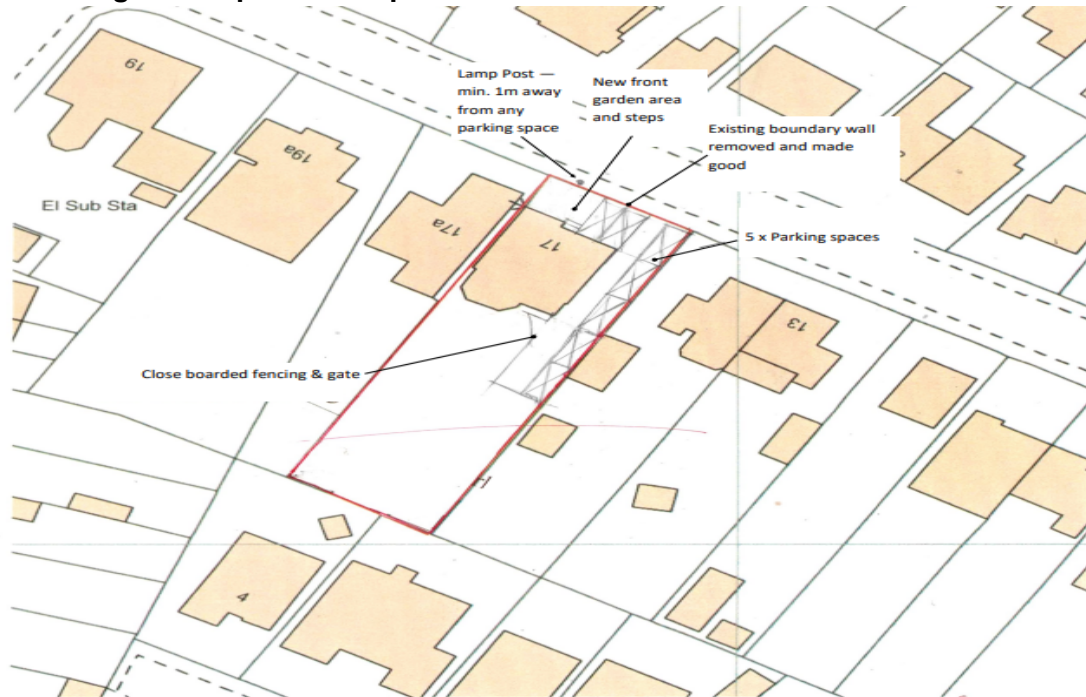 Lamp Post —
min. 1m away
from any
parking space
New front
garden area
and steps
Existing boundary wall
removed and made
good
19
19a
El Sub Sta
17a
17
5 x Parking spaces
13
Close boarded fencing & gate
4